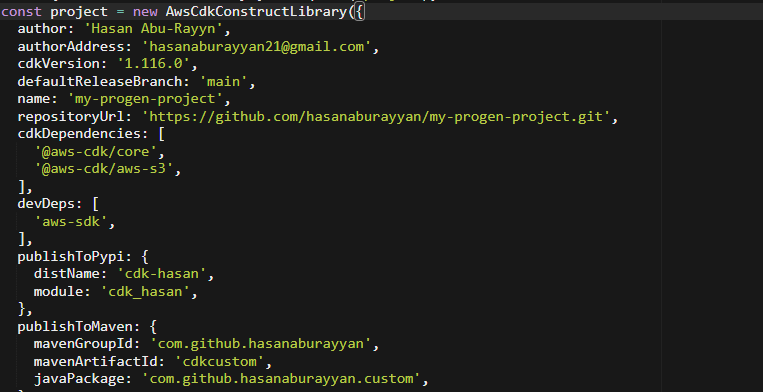 const project = new AwsCdkConstructLibrary({
author: 'Hasan Abu-Rayyn',
authorAddress: 'hasanaburayyan21@gmail.com',
cdkVersion: '1.116.0',
defaultReleaseBranch: 'main',
name: 'my-progen-project',
repositoryUrl: 'https://github.com/hasanaburayyan/my-progen-project.git',
cdkDependencies: [
'@aws-cdk/core',
'@aws-cdk/aws-s3',
],
devDeps: [
'aws-sdk',
],
publishToPypi: {
distName: 'cdk-hasan',
module: 'cdk_hasan',
},
publishToMaven: {
mavenGroupId: 'com.github.hasanaburayyan',
mavenArtifactId: 'cdkcustom',
javaPackage: 'com.github.hasanaburayyan.custom',